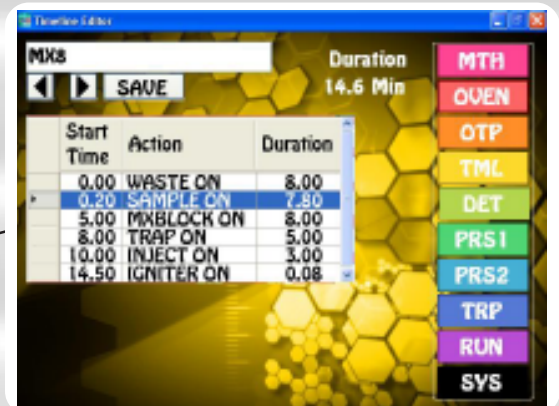 Timeline Editor
MX8
Duration
14.6 Min
SAVE
Start Time Action Duration
0.00 WASTE ON 8.00
0.20 SAMPLE ON 7.80
5.00 MXBLOCK ON 8.00
8.00 TRAP ON 5.00
10.00 INJECT ON 3.00
14.50 IGNITER ON 0.08
MTH
OVEN
OTP
TML
DET
PRS1
PRS2
TRP
RUN
SYS